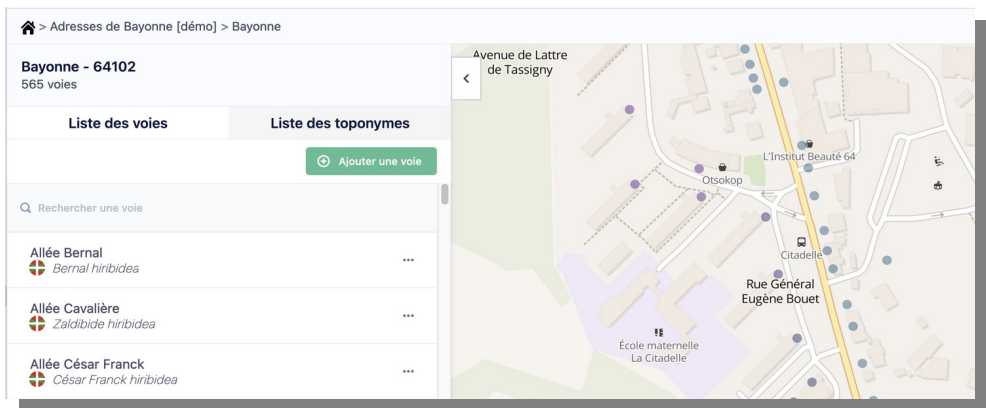 > Adresses de Bayonne [démo] > Bayonne
Bayonne - 64102
565 voies
Liste des voies
Liste des toponymes
Ajouter une voie
Rechercher une voie
Allée Bernal
Bernal hiribidea
...
Allée Cavalière
Zaldibide hiribidea
...
Allée César Franck
César Franck hiribidea
...
Avenue de Lattre
de Tassigny
L'Institut Beauté 64
Otsokop
Citadelle
Rue Général
Eugène Bouet
École maternelle
La Citadelle